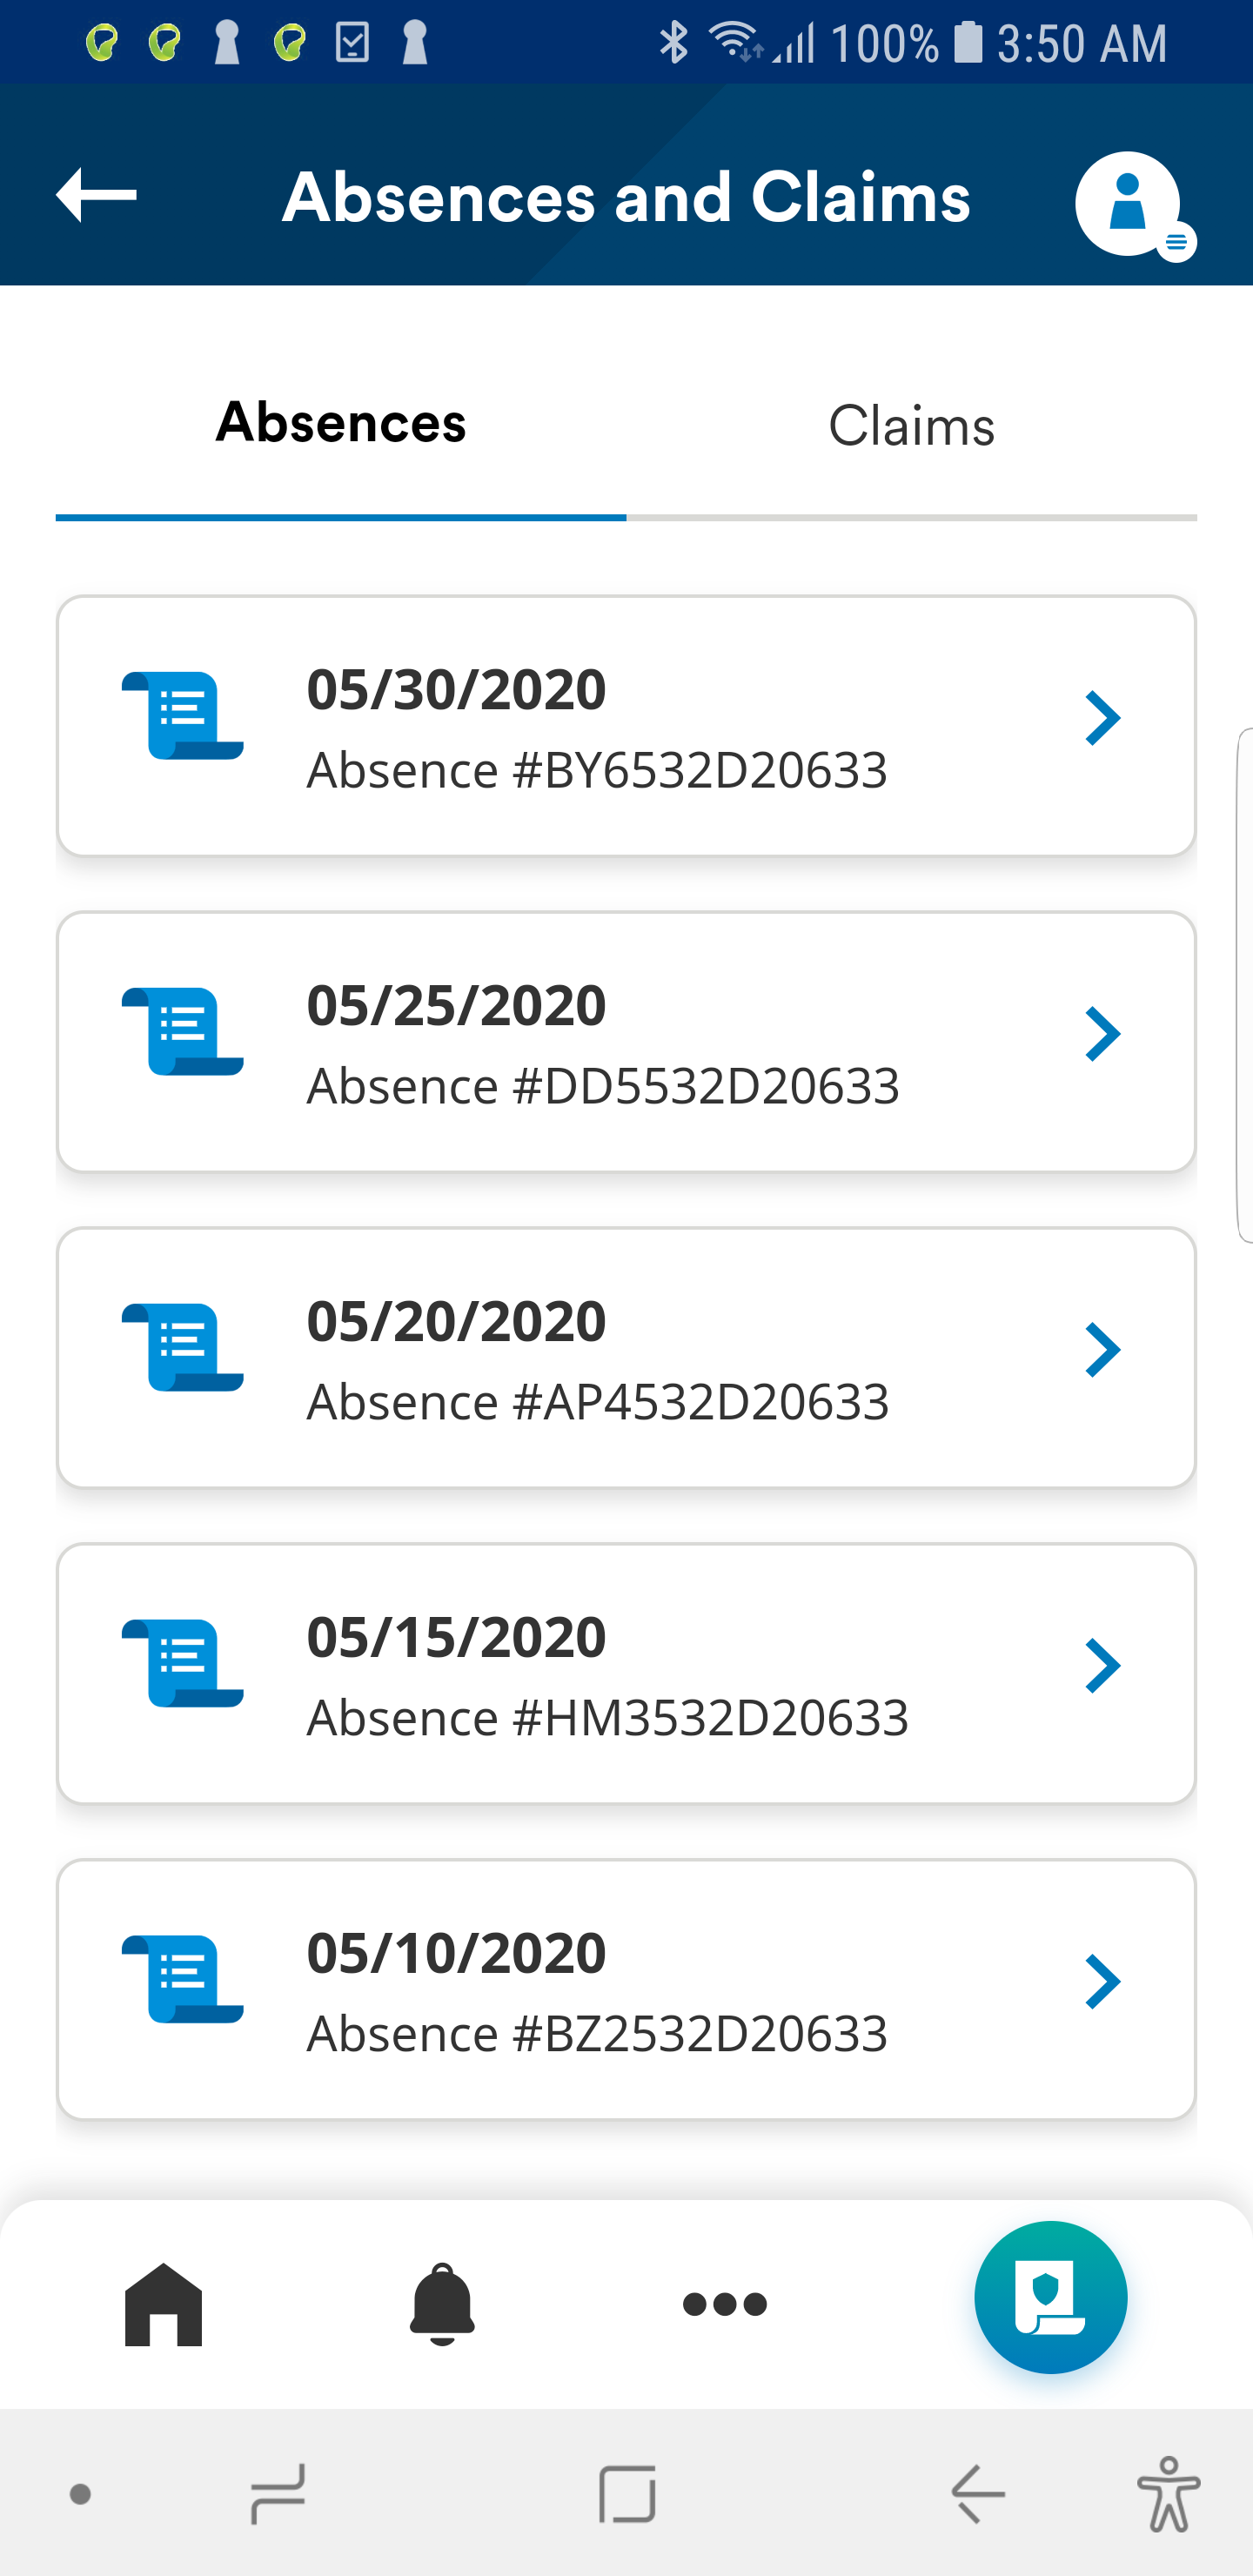 100% 3:50 AM
Absences and Claims
Absences
Claims
05/30/2020
Absence #BY6532D20633
05/25/2020
Absence #DD5532D20633
05/20/2020
Absence #AP4532D20633
05/15/2020
Absence #HM3532D20633
05/10/2020
Absence #BZ2532D20633